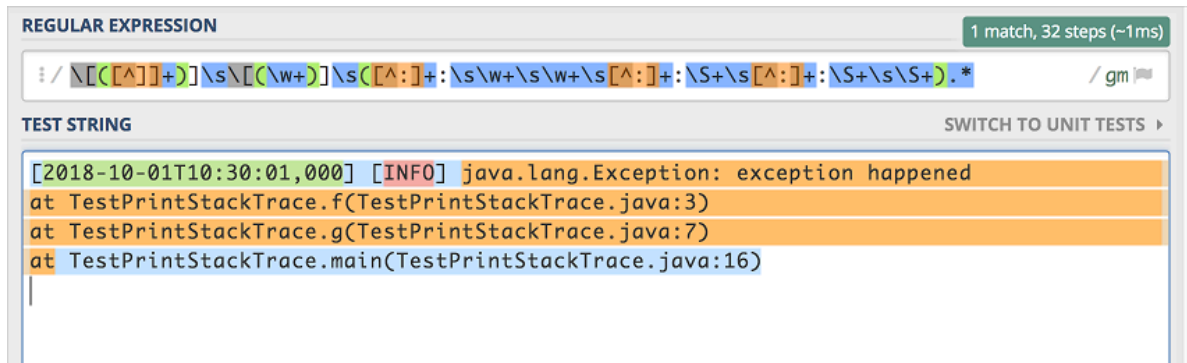 REGULAR EXPRESSION
1 match, 32 steps (~1ms)
/ \[([^]]+)]\s\[(\w+)]\s([^:]+:\s\w+\s\w+\s[^:]+:\S+\s[^:]+:\S+\s\S+).* / gm
TEST STRING
SWITCH TO UNIT TESTS
[2018-10-01T10:30:01,000] [INFO] java.lang.Exception: exception happened
at TestPrintStackTrace.f(TestPrintStackTrace.java:3)
at TestPrintStackTrace.g(TestPrintStackTrace.java:7)
at TestPrintStackTrace.main(TestPrintStackTrace.java:16)